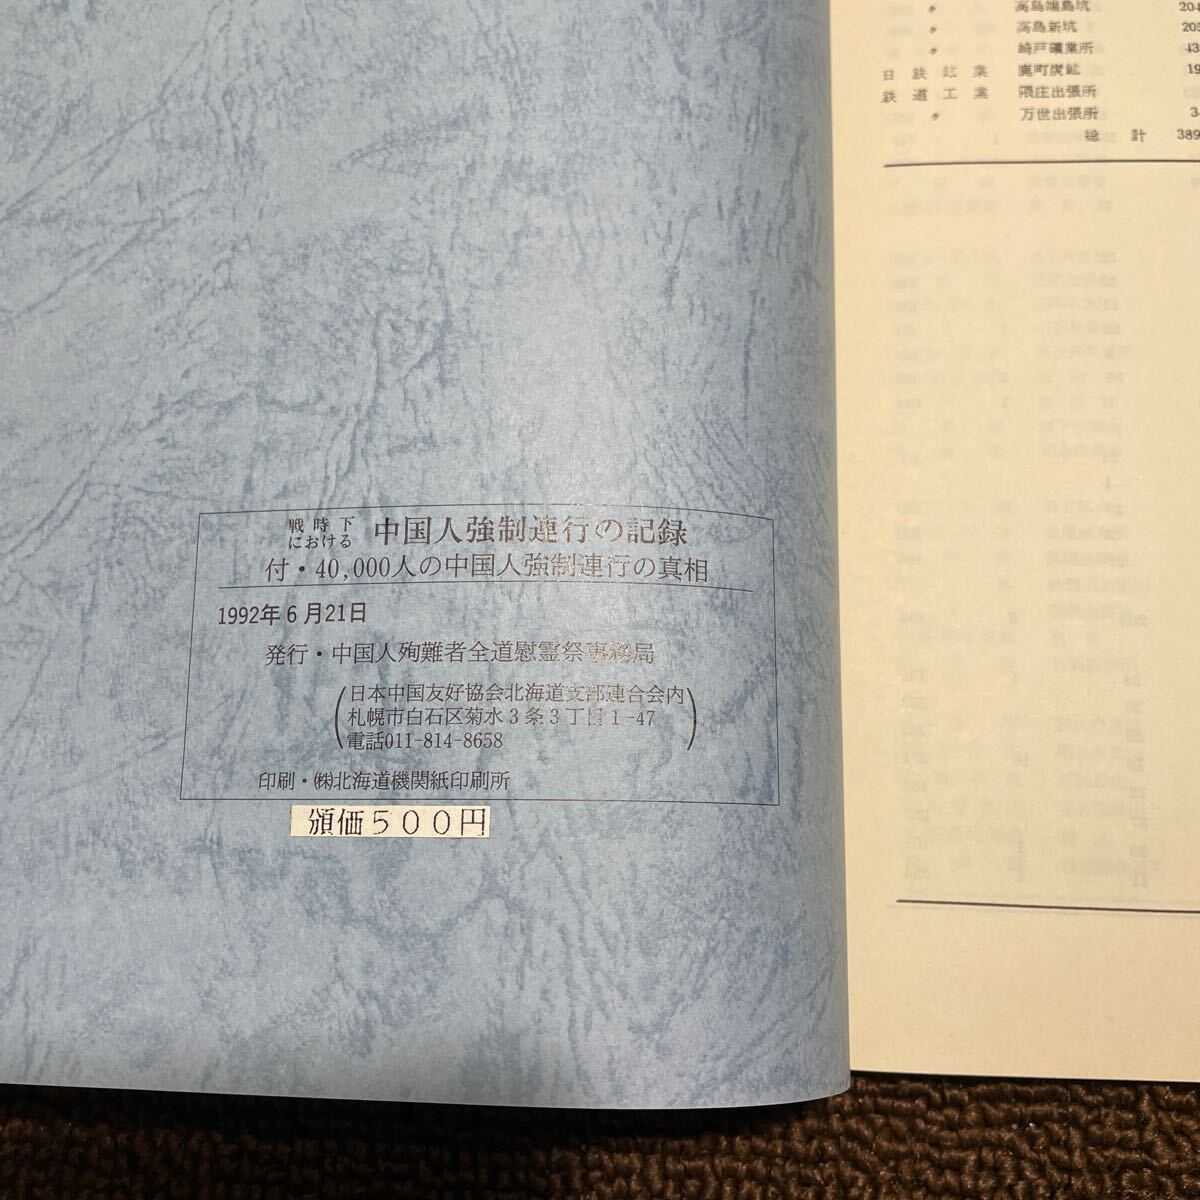 戦時下における 中国人強制連行の記録
付・40,000人の中国人強制連行の真相
1992年6月21日
発行・中国人殉難者全道慰霊祭事務局
(日本中国友好協会北海道支部連合会内
札幌市白石区菊水3条3丁目1-47
電話011-814-8658)
印刷・㈱北海道機関紙印刷所
頒価500円
〃 高島端島坑 204
〃 高島新坑 205
〃 崎戸礦業所 43
日鉄鉱業 鹿町炭鉱 19
鉄道工業 隈庄出張所
〃 万世出張所 3
総計 389